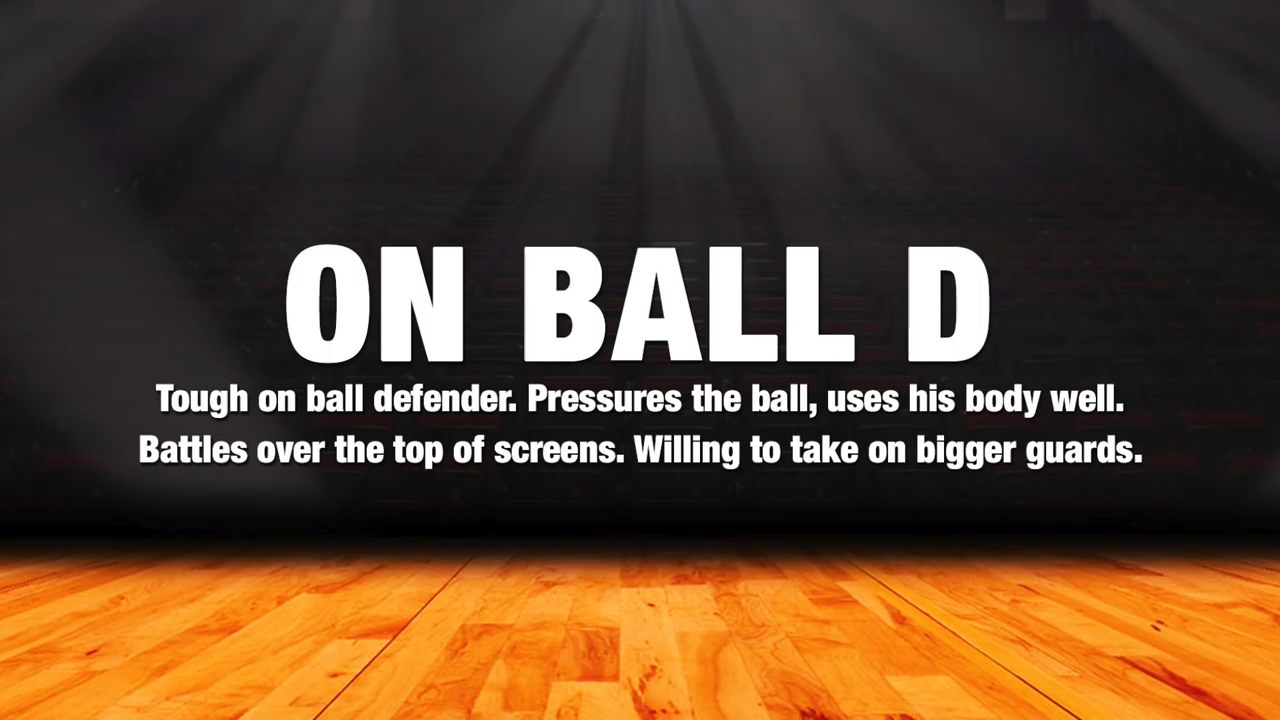 ON BALL D
Tough on ball defender. Pressures the ball, uses his body well.
Battles over the top of screens. Willing to take on bigger guards.